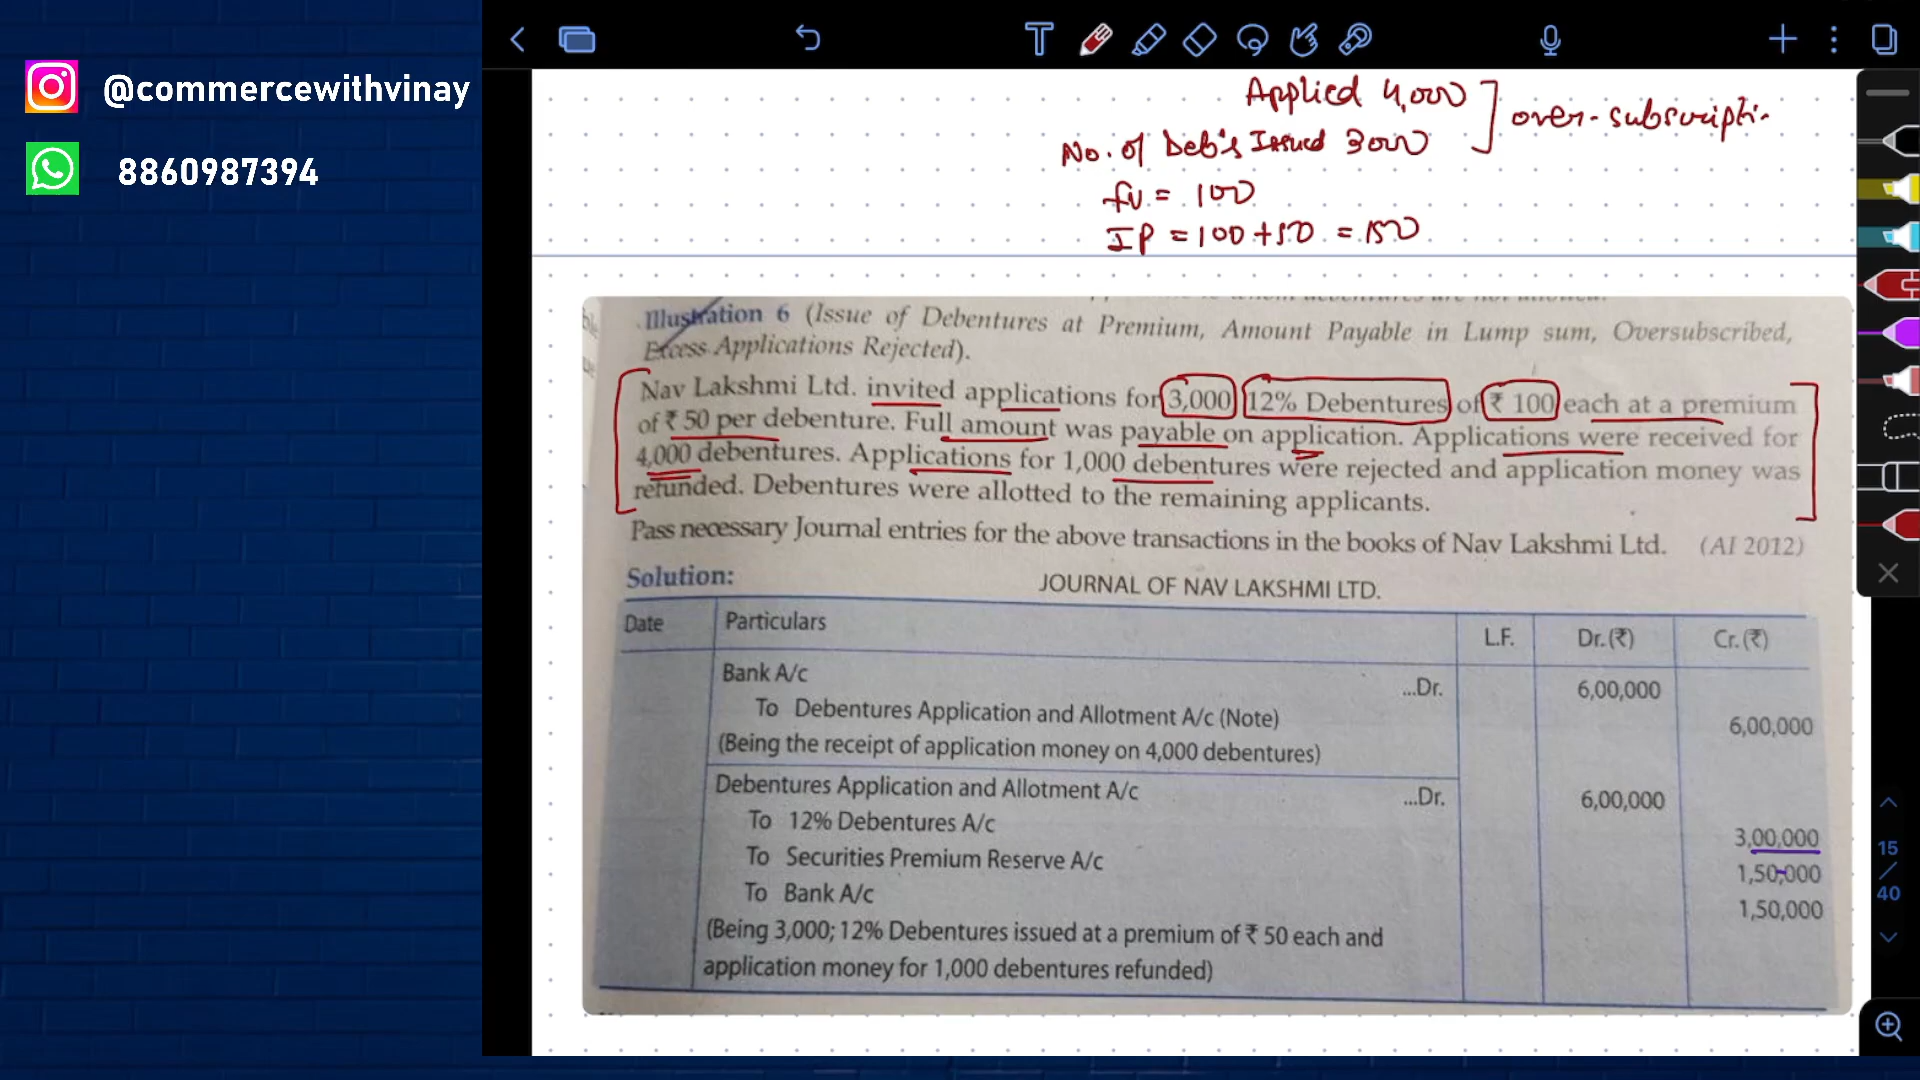 @commercewithvinay
8860987394
Applied 4,000
over-subscripti
No. of Deb's Issued 3000
fv = 100
IP = 100 + 50 = 150
Illustration 6 (Issue of Debentures at Premium, Amount Payable in Lump sum, Oversubscribed,
Excess Applications Rejected).
Nav Lakshmi Ltd. invited applications for 3,000 12% Debentures of ₹ 100 each at a premium
of ₹ 50 per debenture. Full amount was payable on application. Applications were received for
4,000 debentures. Applications for 1,000 debentures were rejected and application money was
refunded. Debentures were allotted to the remaining applicants.
Pass necessary Journal entries for the above transactions in the books of Nav Lakshmi Ltd. (AI 2012)
Solution: JOURNAL OF NAV LAKSHMI LTD.
Date Particulars L.F. Dr. (₹) Cr. (₹)
Bank A/c ...Dr. 6,00,000
To Debentures Application and Allotment A/c (Note) 6,00,000
(Being the receipt of application money on 4,000 debentures)
Debentures Application and Allotment A/c ...Dr. 6,00,000
To 12% Debentures A/c 3,00,000
To Securities Premium Reserve A/c 1,50,000
To Bank A/c 1,50,000
(Being 3,000; 12% Debentures issued at a premium of ₹ 50 each and
application money for 1,000 debentures refunded)
15
/
40